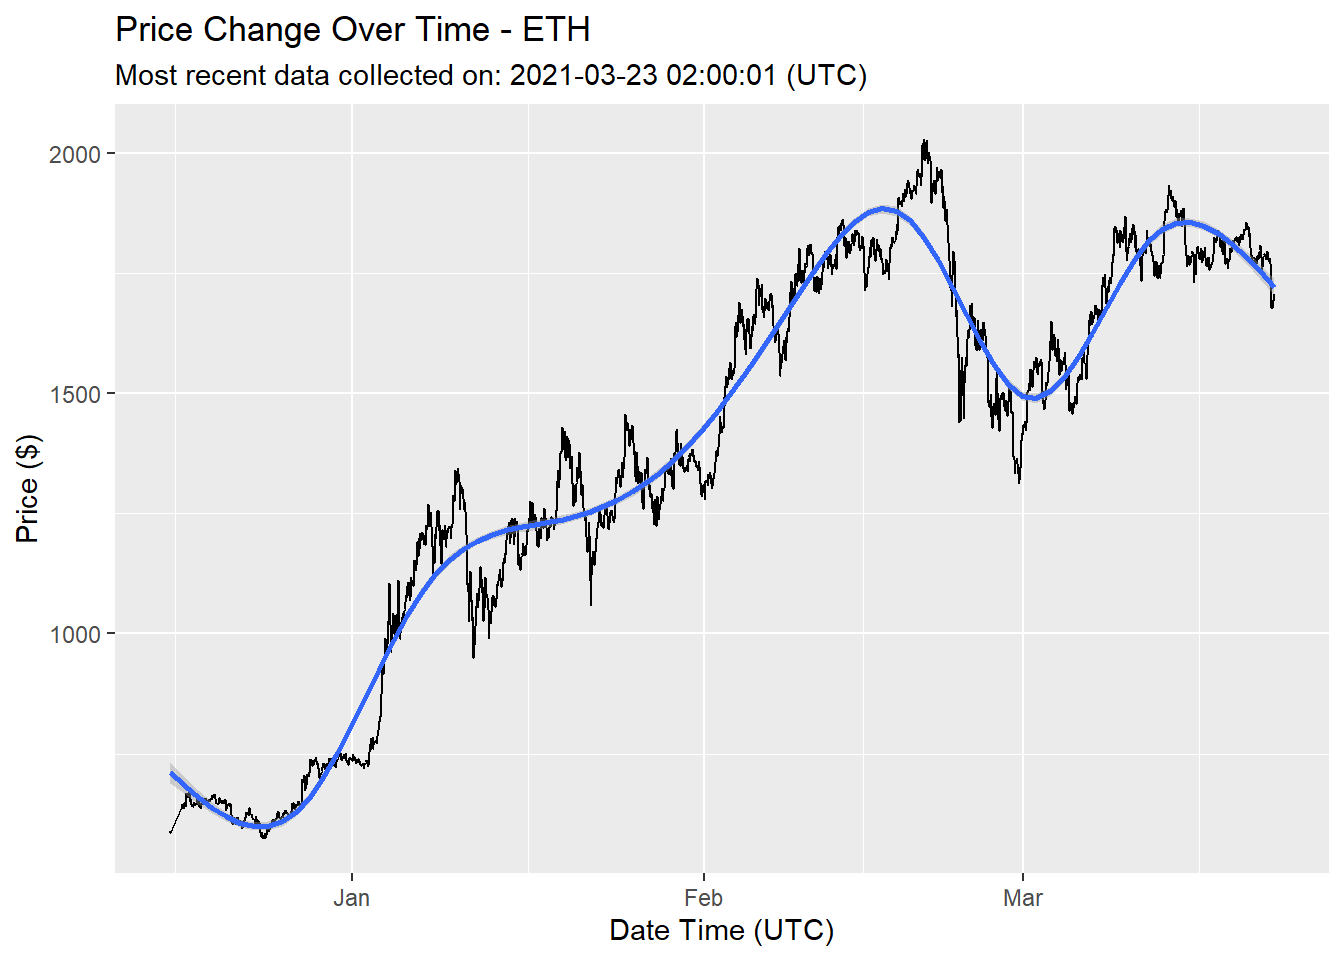 Price Change Over Time - ETH
Most recent data collected on: 2021-03-23 02:00:01 (UTC)
2000
1500
1000
Price ($)
Jan
Feb
Mar
Date Time (UTC)